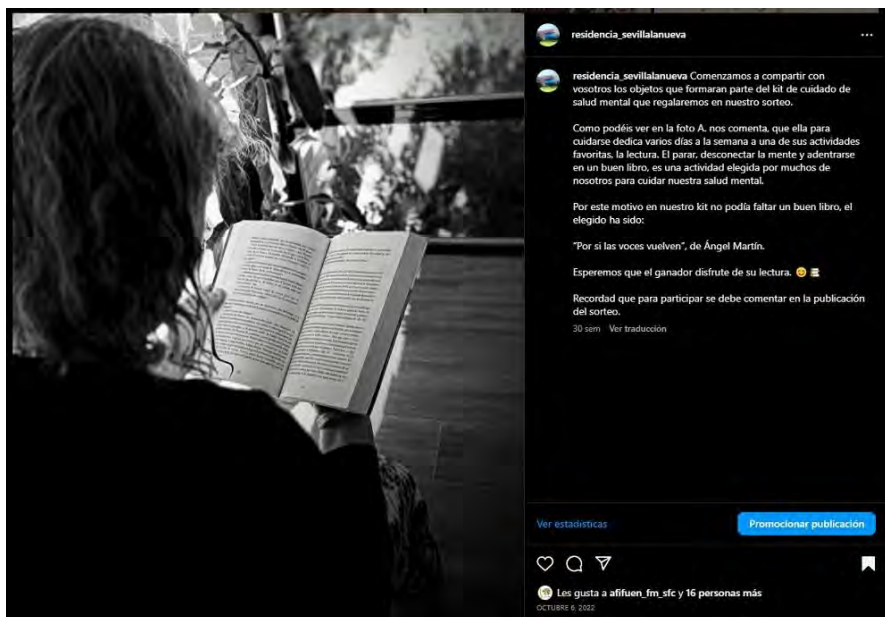 residencia_sevillalanueva
residencia_sevillalanueva Comenzamos a compartir con
vosotros los objetos que formaran parte del kit de cuidado de
salud mental que regalaremos en nuestro sorteo.
Como podéis ver en la foto A. nos comenta, que ella para
cuidarse dedica varios días a la semana a una de sus actividades
favoritas, la lectura. El parar, desconectar la mente y adentrarse
en un buen libro, es una actividad elegida por muchos de
nosotros para cuidar nuestra salud mental.
Por este motivo en nuestro kit no podía faltar un buen libro, el
elegido ha sido:
"Por si las voces vuelven", de Ángel Martín.
Esperemos que el ganador disfrute de su lectura. 😊 📚
Recordad que para participar se debe comentar en la publicación
del sorteo.
30 sem Ver traducción
Ver estadísticas
Promocionar publicación
Les gusta a afifuen_fm_sfc y 16 personas más
OCTUBRE 6, 2022